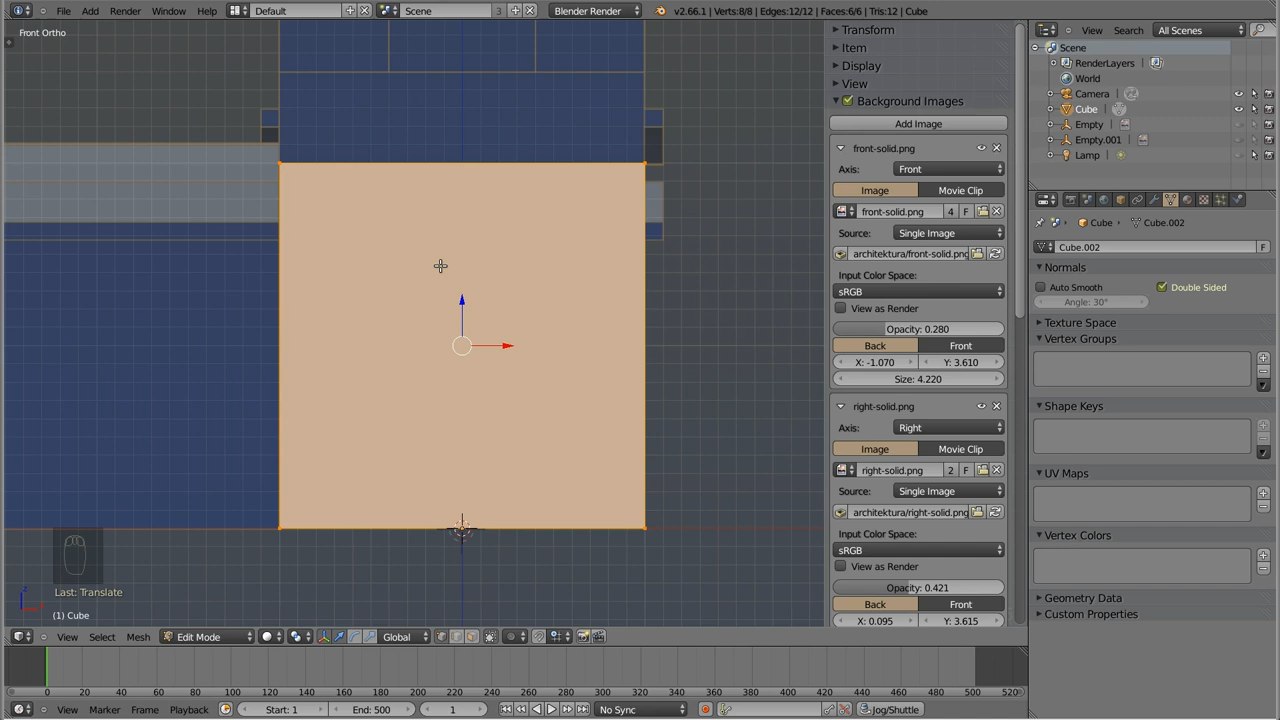 File Add Render Window Help Default Scene 3 Blender Render v2.66.1 | Verts:8/8 | Edges:12/12 | Faces:6/6 | Tris:12 | Cube
Front Ortho
(1) Cube
Last: Translate
View Select Mesh Edit Mode Global
Transform
Item
Display
View
Background Images
Add Image
front-solid.png
Axis: Front
Image Movie Clip
front-solid.png 4 F
Source: Single Image
architektura/front-solid.png
Input Color Space:
sRGB
View as Render
Opacity: 0.280
Back Front
X: -1.070 Y: 3.610
Size: 4.220
right-solid.png
Axis: Right
Image Movie Clip
right-solid.png 2 F
Source: Single Image
architektura/right-solid.png
Input Color Space:
sRGB
View as Render
Opacity: 0.421
Back Front
X: 0.095 Y: 3.615
View Search All Scenes
Scene
RenderLayers
World
Camera
Cube
Empty
Empty.001
Lamp
Cube Cube.002
Cube.002 F
Normals
Auto Smooth Double Sided
Angle: 30°
Texture Space
Vertex Groups
Shape Keys
UV Maps
Vertex Colors
Geometry Data
Custom Properties
0 20 40 60 80 100 120 140 160 180 200 220 240 260 280 300 320 340 360 380 400 420 440 460 480 500 520
View Marker Frame Playback Start: 1 End: 500 1 No Sync Jog/Shuttle